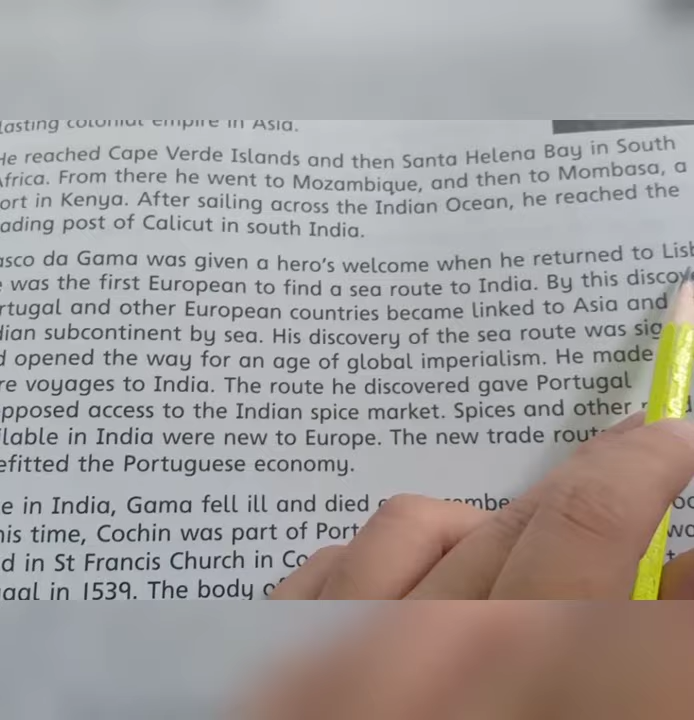 lasting colonial empire in Asia.
He reached Cape Verde Islands and then Santa Helena Bay in South
Africa. From there he went to Mozambique, and then to Mombasa, a
ort in Kenya. After sailing across the Indian Ocean, he reached the
ading post of Calicut in south India.
asco da Gama was given a hero's welcome when he returned to Lisb
was the first European to find a sea route to India. By this discove
rtugal and other European countries became linked to Asia and
dian subcontinent by sea. His discovery of the sea route was sig
d opened the way for an age of global imperialism. He made
re voyages to India. The route he discovered gave Portugal
pposed access to the Indian spice market. Spices and other
ilable in India were new to Europe. The new trade rout
efitted the Portuguese economy.
e in India, Gama fell ill and died
his time, Cochin was part of Port
d in St Francis Church in Co
gal in 1539. The body